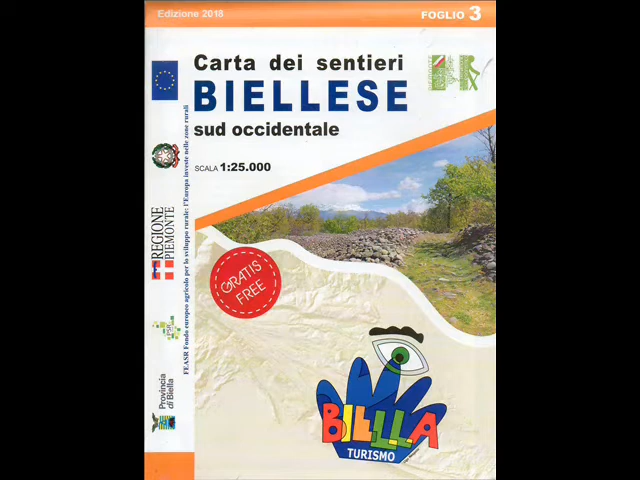 Edizione 2018
FOGLIO 3
Carta dei sentieri
BIELLESE
sud occidentale
SCALA 1:25.000
FEASR Fondo europeo agricolo per lo sviluppo rurale: l'Europa investe nelle zone rurali
REGIONE
PIEMONTE
PSR
Provincia
di Biella
GRATIS
FREE
BIELLA
TURISMO